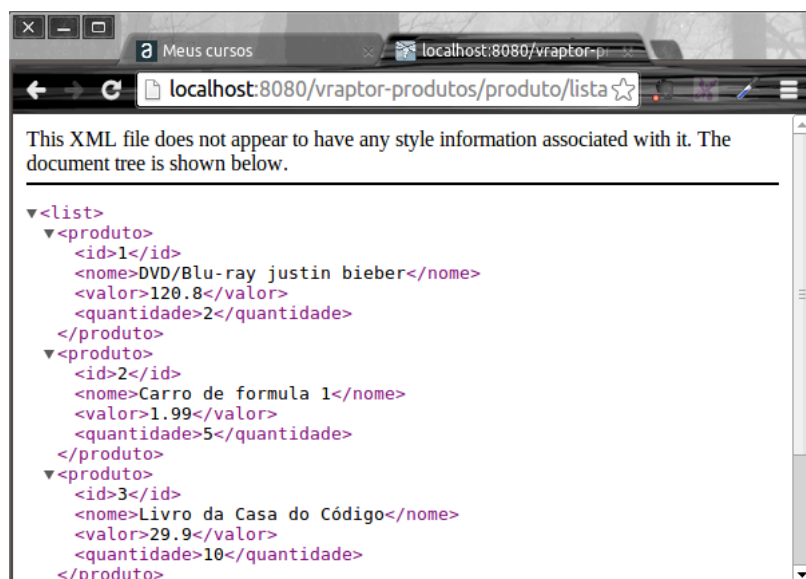 Meus cursos
localhost:8080/vraptor-p
localhost:8080/vraptor-produtos/produto/lista
This XML file does not appear to have any style information associated with it. The
document tree is shown below.
▼<list>
▼<produto>
<id>1</id>
<nome>DVD/Blu-ray justin bieber</nome>
<valor>120.8</valor>
<quantidade>2</quantidade>
</produto>
▼<produto>
<id>2</id>
<nome>Carro de formula 1</nome>
<valor>1.99</valor>
<quantidade>5</quantidade>
</produto>
▼<produto>
<id>3</id>
<nome>Livro da Casa do Código</nome>
<valor>29.9</valor>
<quantidade>10</quantidade>
</produto>